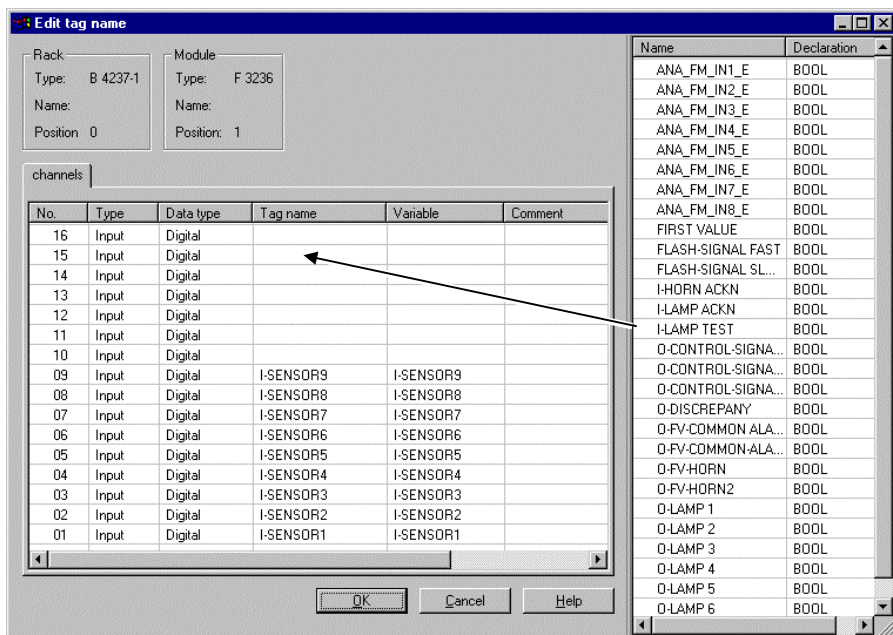 Edit tag name
Rack
Type: B 4237-1
Name:
Position 0
Module
Type: F 3236
Name:
Position: 1
channels
No. Type Data type Tag name Variable Comment
16 Input Digital
15 Input Digital
14 Input Digital
13 Input Digital
12 Input Digital
11 Input Digital
10 Input Digital
09 Input Digital I-SENSOR9 I-SENSOR9
08 Input Digital I-SENSOR8 I-SENSOR8
07 Input Digital I-SENSOR7 I-SENSOR7
06 Input Digital I-SENSOR6 I-SENSOR6
05 Input Digital I-SENSOR5 I-SENSOR5
04 Input Digital I-SENSOR4 I-SENSOR4
03 Input Digital I-SENSOR3 I-SENSOR3
02 Input Digital I-SENSOR2 I-SENSOR2
01 Input Digital I-SENSOR1 I-SENSOR1
OK Cancel Help
Name Declaration
ANA_FM_IN1_E BOOL
ANA_FM_IN2_E BOOL
ANA_FM_IN3_E BOOL
ANA_FM_IN4_E BOOL
ANA_FM_IN5_E BOOL
ANA_FM_IN6_E BOOL
ANA_FM_IN7_E BOOL
ANA_FM_IN8_E BOOL
FIRST VALUE BOOL
FLASH-SIGNAL FAST BOOL
FLASH-SIGNAL SL... BOOL
I-HORN ACKN BOOL
I-LAMP ACKN BOOL
I-LAMP TEST BOOL
O-CONTROL-SIGNA... BOOL
O-CONTROL-SIGNA... BOOL
O-CONTROL-SIGNA... BOOL
O-DISCREPANY BOOL
O-FV-COMMON ALA... BOOL
O-FV-COMMON-ALA... BOOL
O-FV-HORN BOOL
O-FV-HORN2 BOOL
O-LAMP 1 BOOL
O-LAMP 2 BOOL
O-LAMP 3 BOOL
O-LAMP 4 BOOL
O-LAMP 5 BOOL
O-LAMP 6 BOOL